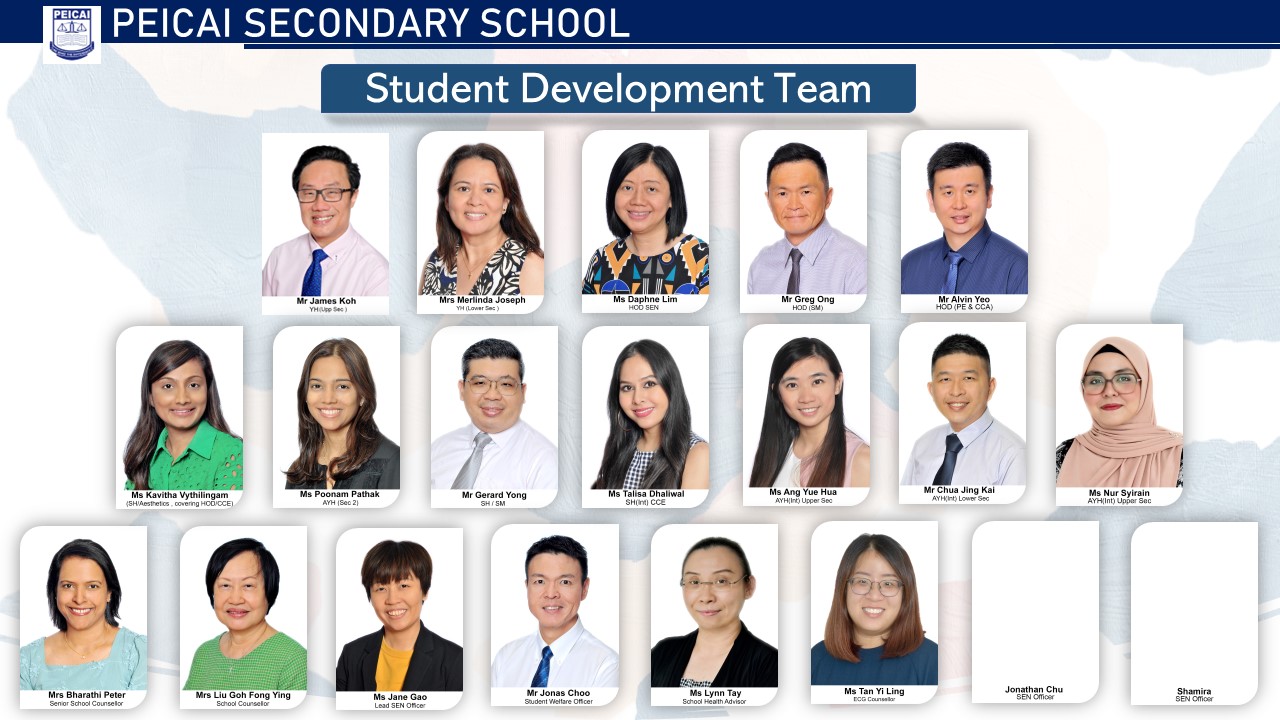 PEICAI
PEICAI SECONDARY SCHOOL
Student Development Team
Mr James Koh
YH (Upp Sec )
Mrs Merlinda Joseph
YH (Lower Sec )
Ms Daphne Lim
HOD SEN
Mr Greg Ong
HOD (SM)
Mr Alvin Yeo
HOD (PE & CCA)
Ms Kavitha Vythilingam
(SH/Aesthetics , covering HOD/CCE)
Ms Poonam Pathak
AYH (Sec 2)
Mr Gerard Yong
SH / SM
Ms Talisa Dhaliwal
SH(Int) CCE
Ms Ang Yue Hua
AYH(Int) Upper Sec
Mr Chua Jing Kai
AYH(Int) Lower Sec
Ms Nur Syirain
AYH(Int) Upper Sec
Mrs Bharathi Peter
Senior School Counsellor
Mrs Liu Goh Fong Ying
School Counsellor
Ms Jane Gao
Lead SEN Officer
Mr Jonas Choo
Student Welfare Officer
Ms Lynn Tay
School Health Advisor
Ms Tan Yi Ling
ECG Counsellor
Jonathan Chu
SEN Officer
Shamira
SEN Officer